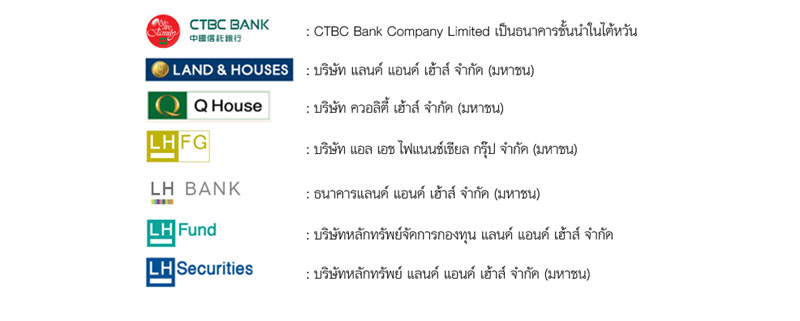 We are Family CTBC BANK
中國信託銀行
: CTBC Bank Company Limited เป็นธนาคารชั้นนำในไต้หวัน
LAND & HOUSES : บริษัท แลนด์ แอนด์ เฮ้าส์ จำกัด (มหาชน)
Q Q House : บริษัท ควอลิตี้ เฮ้าส์ จำกัด (มหาชน)
LH FG : บริษัท แอล เอช ไฟแนนซ์เชียล กรุ๊ป จำกัด (มหาชน)
LH BANK : ธนาคารแลนด์ แอนด์ เฮ้าส์ จำกัด (มหาชน)
LH Fund : บริษัทหลักทรัพย์จัดการกองทุน แลนด์ แอนด์ เฮ้าส์ จำกัด
LH Securities : บริษัทหลักทรัพย์ แลนด์ แอนด์ เฮ้าส์ จำกัด (มหาชน)